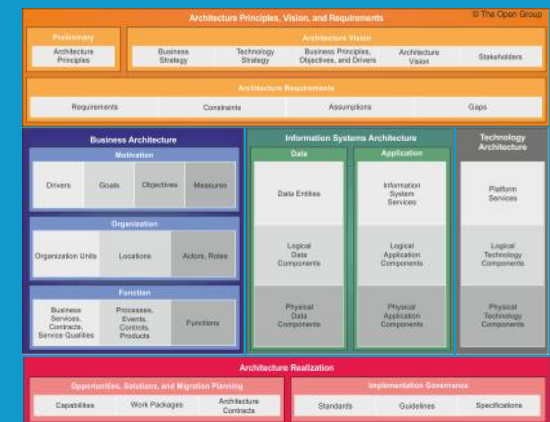 Architecture Principles, Vision, and Requirements
© The Open Group
Preliminary
Architecture Vision
Architecture
Principles
Business
Strategy
Technology
Strategy
Business Principles,
Objectives, and Drivers
Architecture
Vision
Stakeholders
Architecture Requirements
Requirements
Constraints
Assumptions
Gaps
Business Architecture
Motivation
Drivers
Goals
Objectives
Measures
Organization
Organization Units
Locations
Actors, Roles
Function
Business
Services,
Contracts,
Service Qualities
Processes,
Events,
Controls,
Products
Functions
Information Systems Architecture
Data
Application
Data Entities
Information
System
Services
Logical
Data
Components
Logical
Application
Components
Physical
Data
Components
Physical
Application
Components
Technology
Architecture
Platform
Services
Logical
Technology
Components
Physical
Technology
Components
Architecture Realization
Opportunities, Solutions, and Migration Planning
Capabilities
Work Packages
Architecture
Contracts
Implementation Governance
Standards
Guidelines
Specifications